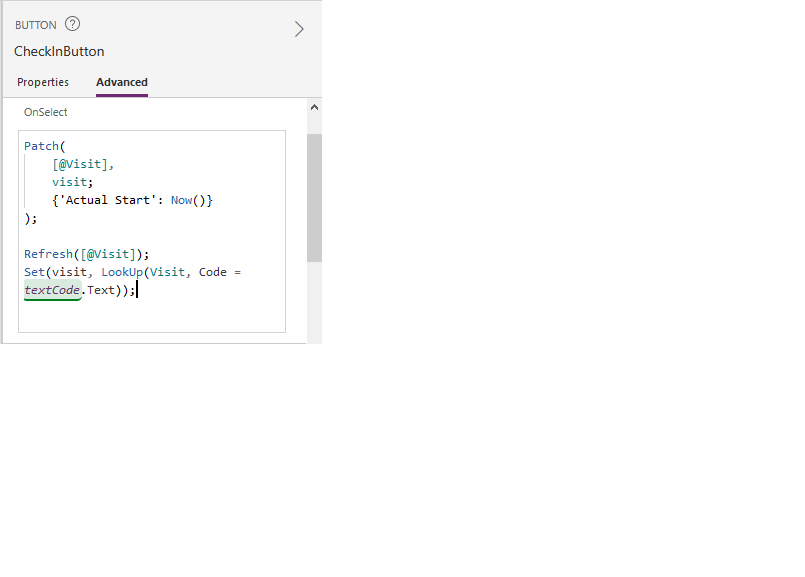 BUTTON ?
CheckInButton
Properties Advanced
OnSelect
Patch(
[@Visit],
visit;
{'Actual Start': Now()}
);
Refresh([@Visit]);
Set(visit, LookUp(Visit, Code =
textCode.Text));